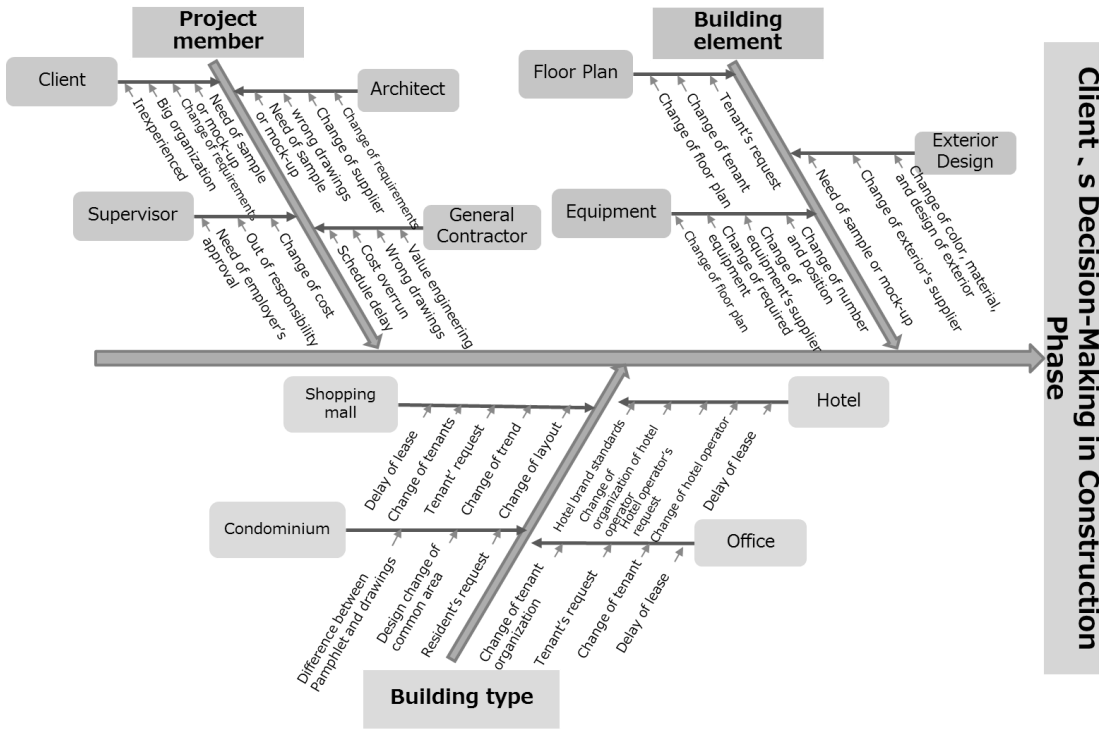 Project
member
Building
element
Client
Inexperienced
Big organization
Change of requirements
Need of sample
or mock-up
Architect
Need of sample
or mock-up
wrong drawings
Change of supplier
Change of requirements
Supervisor
Need of employer's
approval
Out of responsibility
Change of cost
General
Contractor
Schedule delay
Cost overrun
Wrong drawings
Value engineering
Floor Plan
Change of floor plan
Change of tenant
Tenant's request
Exterior
Design
Need of sample or mock-up
Change of exterior's supplier
Change of color, material,
and design of exterior
Equipment
Change of floor plan
Change of required
equipment
Change of
equipment's supplier
Change of number
and position
Client 、s Decision-Making in Construction
Phase
Shopping
mall
Delay of lease
Change of tenants
Tenant' request
Change of trend
Change of layout
Hotel
Hotel brand standards
Change of
organization of hotel
operator
Hotel operator's
request
Change of hotel operator
Delay of lease
Condominium
Difference between
Pamphlet and drawings
Design change of
common area
Resident's request
Office
Change of tenant
organization
Tenant's request
Change of tenant
Delay of lease
Building type